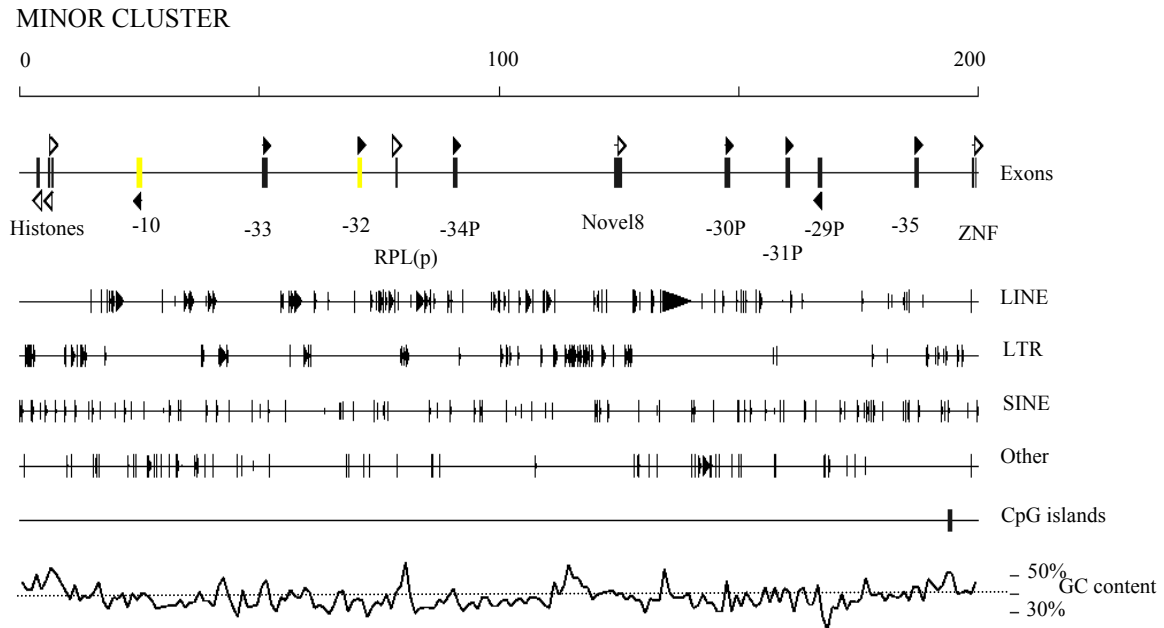 MINOR CLUSTER
0 100 200
Exons
Histones -10 -33 -32 RPL(p) -34P Novel8 -30P -31P -29P -35 ZNF
LINE
LTR
SINE
Other
CpG islands
50%
GC content
30%